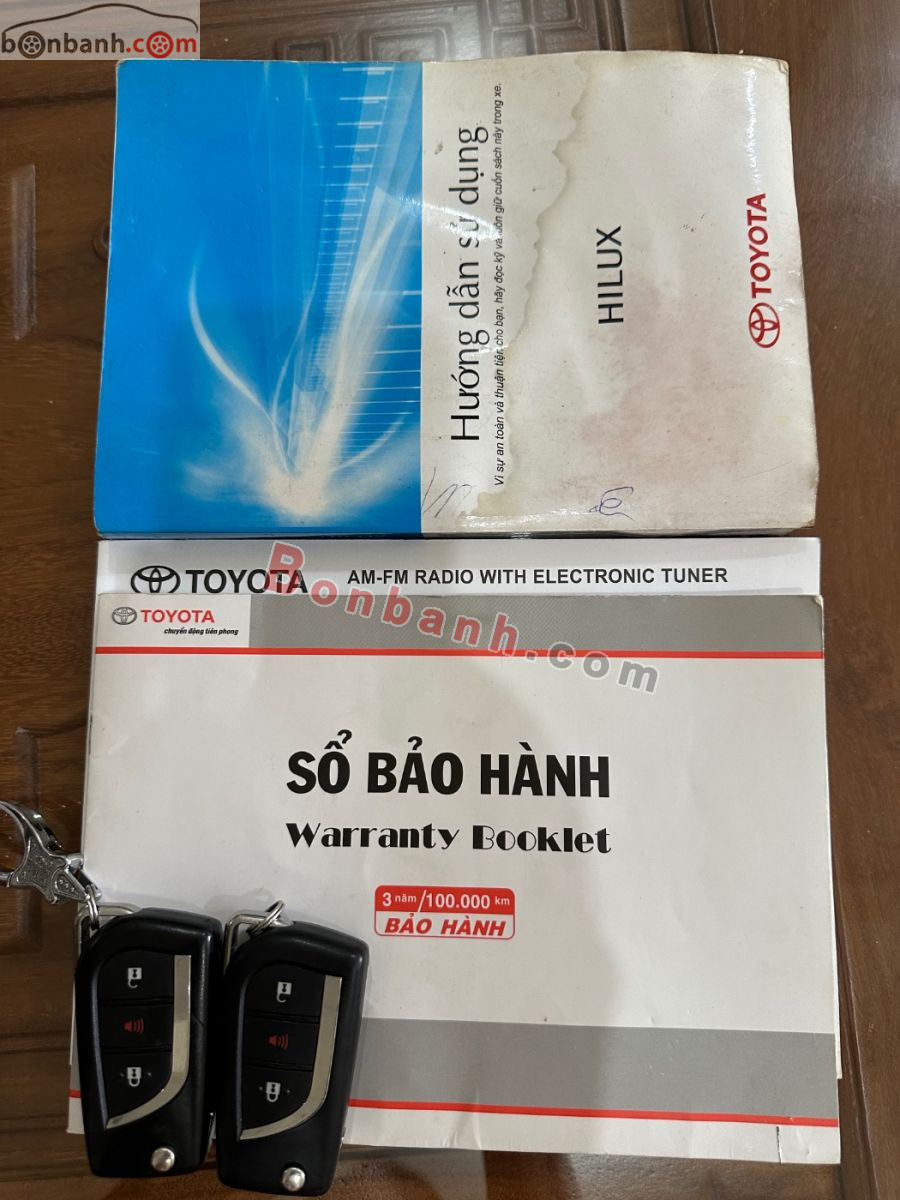 bonbanh.com
Hướng dẫn sử dụng
Vì sự an toàn và thuận tiện cho bạn, hãy đọc kỹ và luôn giữ cuốn sách này trong xe.
HILUX
TOYOTA
TOYOTA AM-FM RADIO WITH ELECTRONIC TUNER
Bonbanh.com
TOYOTA
chuyển động tiên phong
SỔ BẢO HÀNH
Warranty Booklet
3 năm/100.000 km
BẢO HÀNH